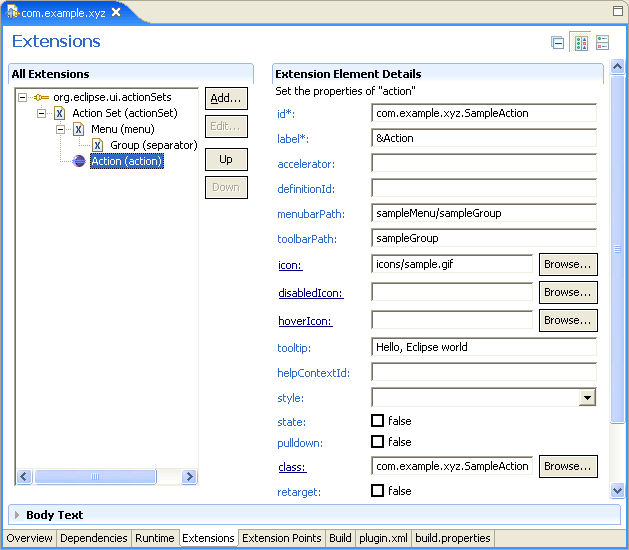 com.example.xyz
Extensions
All Extensions
org.eclipse.ui.actionSets
Action Set (actionSet)
Menu (menu)
Group (separator)
Action (action)
Add...
Edit...
Up
Down
Extension Element Details
Set the properties of "action"
id*: com.example.xyz.SampleAction
label*: &Action
accelerator:
definitionId:
menubarPath: sampleMenu/sampleGroup
toolbarPath: sampleGroup
icon: icons/sample.gif Browse...
disabledIcon: Browse...
hoverIcon: Browse...
tooltip: Hello, Eclipse world
helpContextId:
style:
state: false
pulldown: false
class: com.example.xyz.SampleAction Browse...
retarget: false
Body Text
Overview Dependencies Runtime Extensions Extension Points Build plugin.xml build.properties